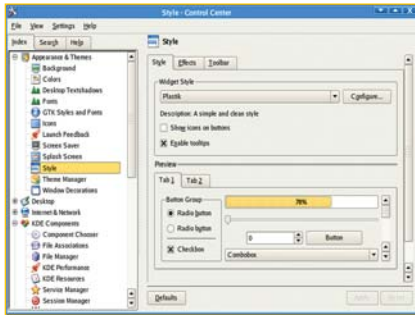 Style - Control Center
File View Settings Help
Index Search Help
Style
Appearance & Themes
Background
Colors
Desktop Textshadows
Fonts
GTK Styles and Fonts
Icons
Launch Feedback
Screen Saver
Splash Screen
Style
Theme Manager
Window Decorations
Desktop
Internet & Network
KDE Components
Component Chooser
File Associations
File Manager
KDE Performance
KDE Resources
Service Manager
Session Manager
Style Effects Toolbar
Widget Style
Plastik Configure...
Description: A simple and clean style
Show icons on buttons
Enable tooltips
Preview
Tab 1 Tab 2
Button Group
Radio button
Radio button
Checkbox
70%
0 Button
Combobox
Defaults Apply Reset